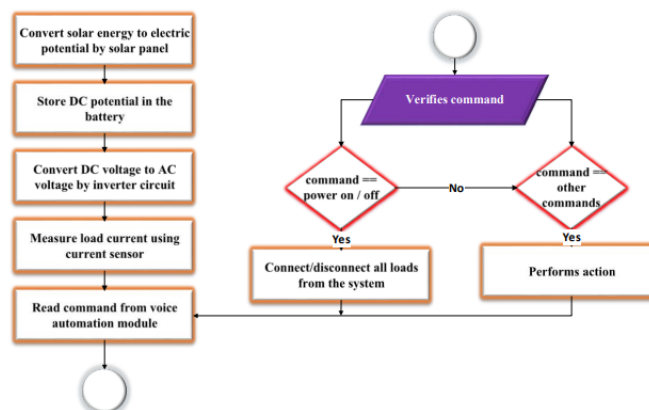 Convert solar energy to electric
potential by solar panel
Store DC potential in the
battery
Convert DC voltage to AC
voltage by inverter circuit
Measure load current using
current sensor
Read command from voice
automation module
Verifies command
command ==
power on / off
No
command ==
other
commands
Yes
Yes
Connect/disconnect all loads
from the system
Performs action